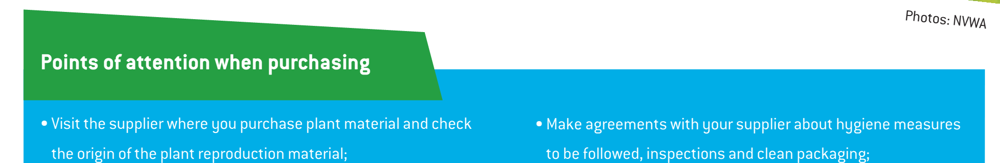 Photos: NVWA
Points of attention when purchasing
• Visit the supplier where you purchase plant material and check
the origin of the plant reproduction material;
• Make agreements with your supplier about hygiene measures
to be followed, inspections and clean packaging;